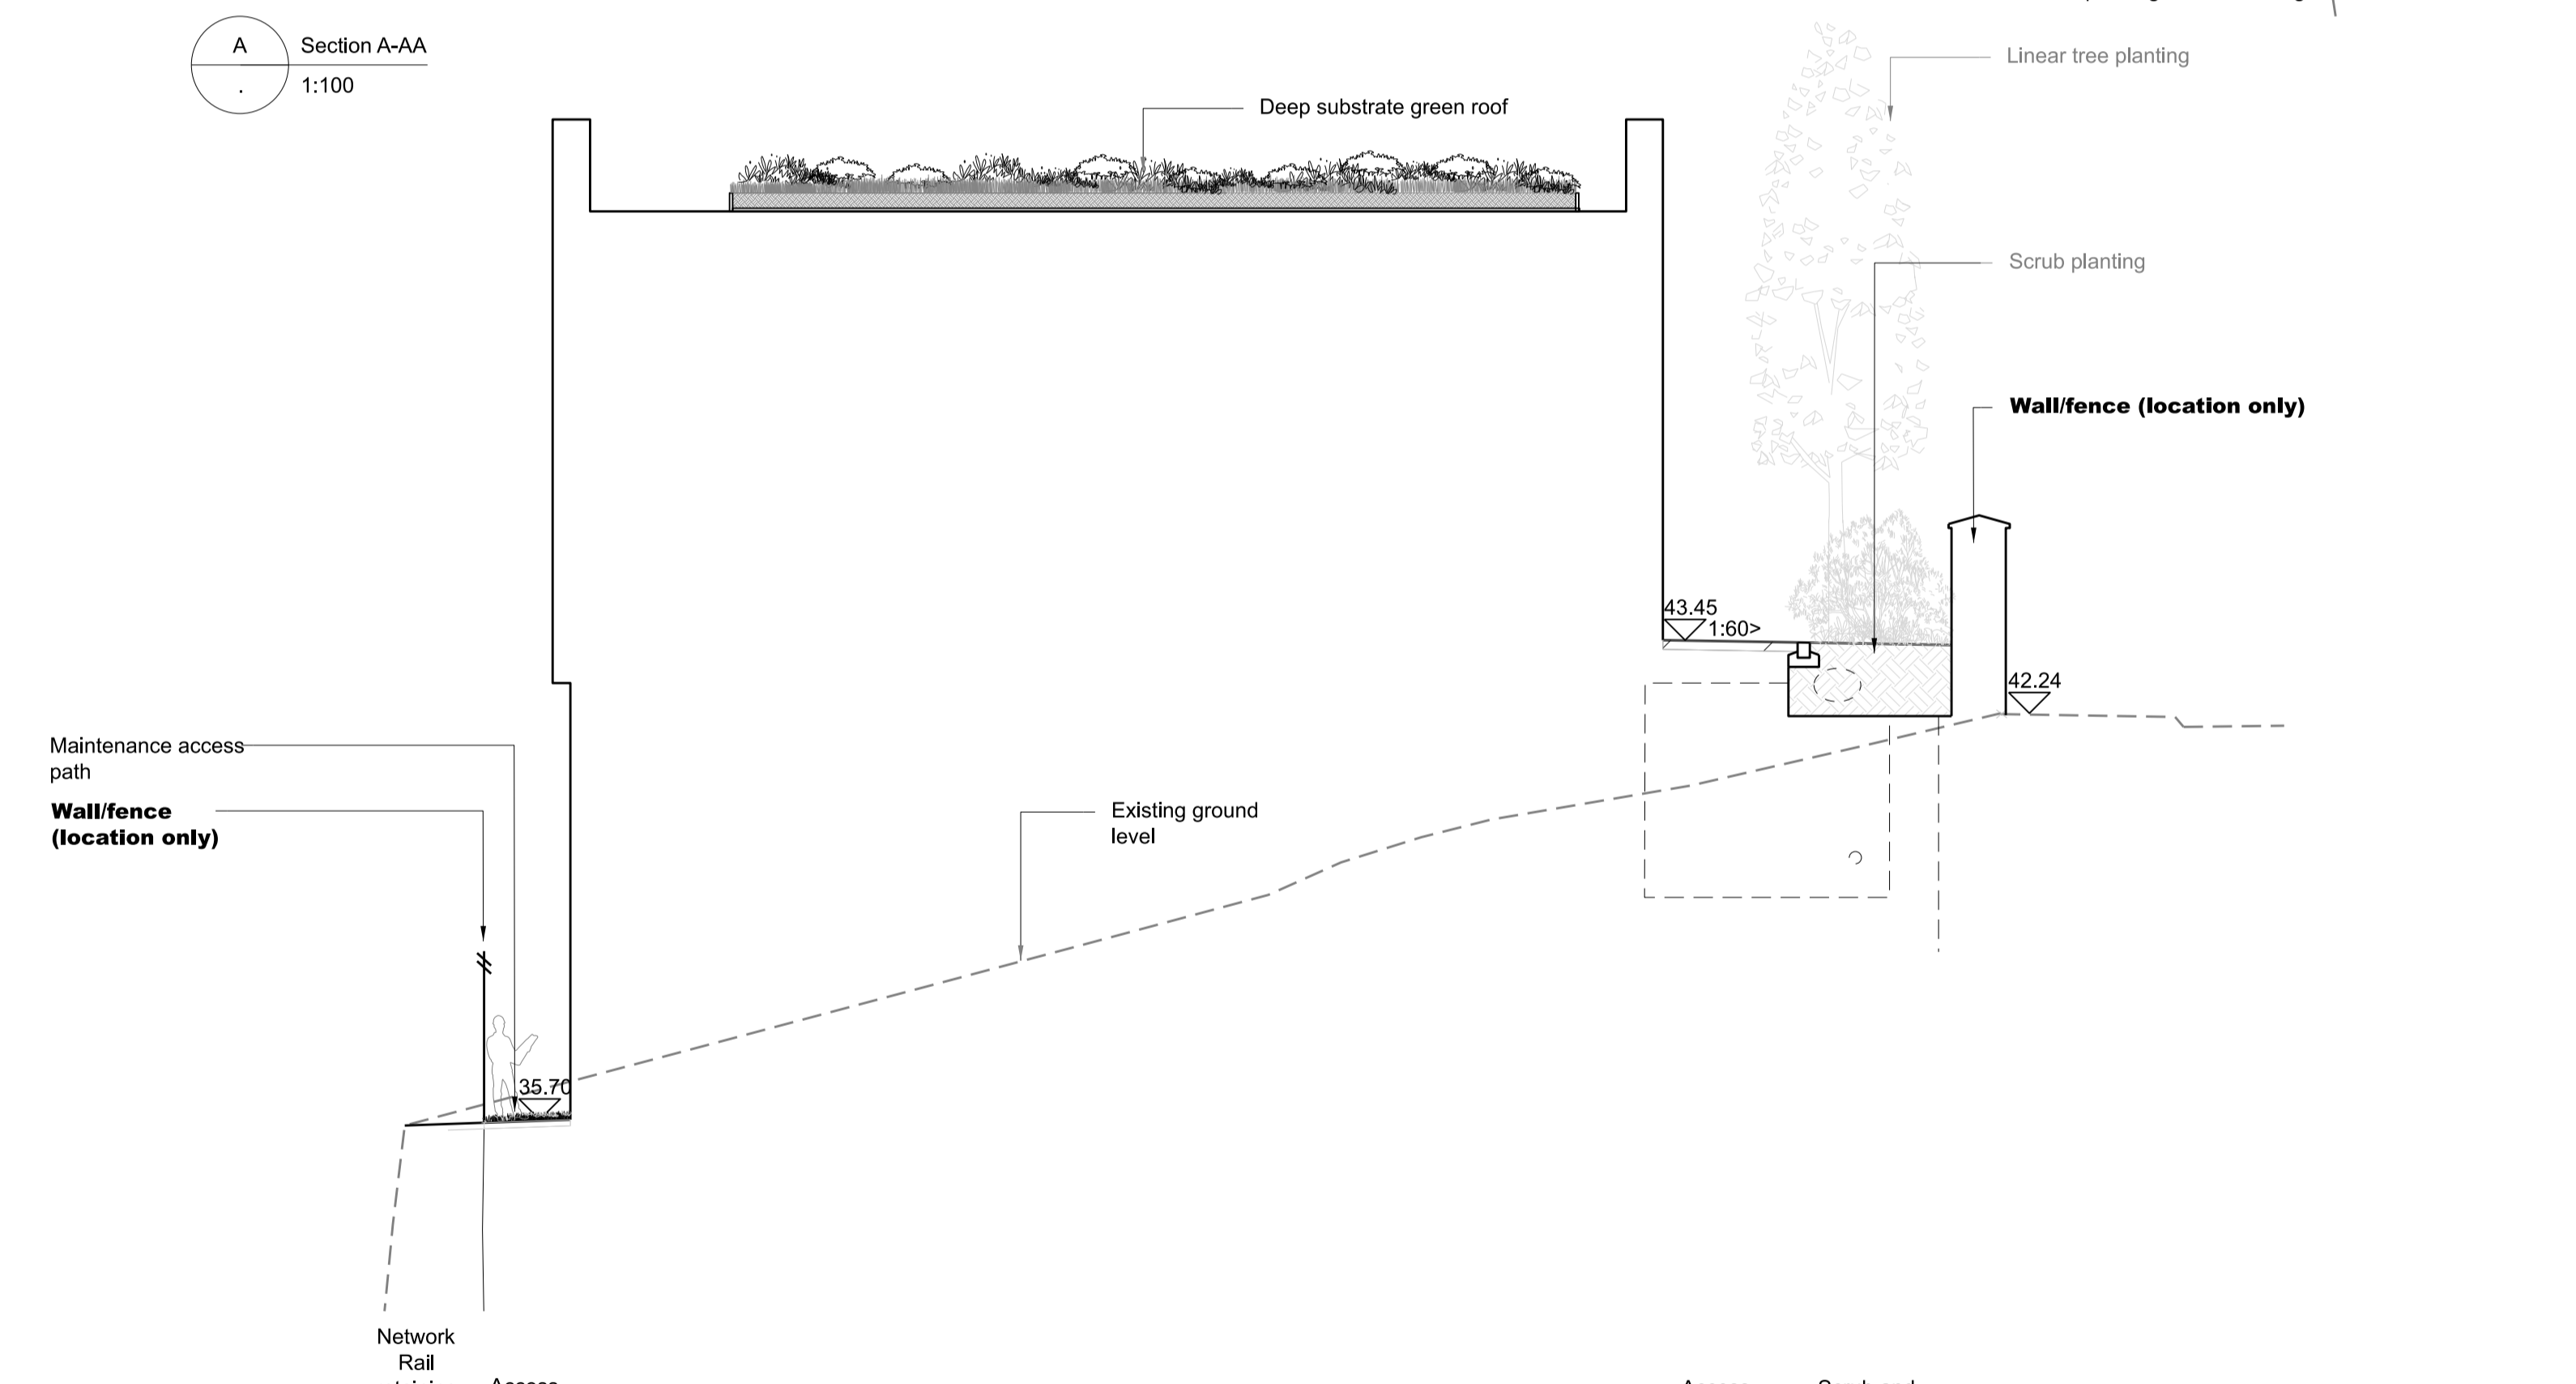 A
Section A-AA
.
1:100
Linear tree planting
Deep substrate green roof
Scrub planting
Wall/fence (location only)
43.45
1:60>
42.24
Maintenance access
path
Wall/fence
(location only)
Existing ground
level
35.70
Network
Rail